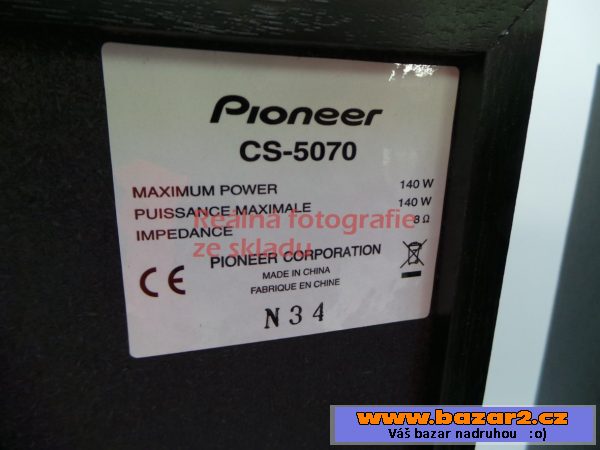 Pioneer
CS-5070
MAXIMUM POWER 140 W
PUISSANCE MAXIMALE 140 W
Reálná fotografie
IMPEDANCE 8 Ω
ze skladu
PIONEER CORPORATION
CE
MADE IN CHINA
FABRIQUE EN CHINE
N34
www.bazar2.cz
Váš bazar nadruhou :o)